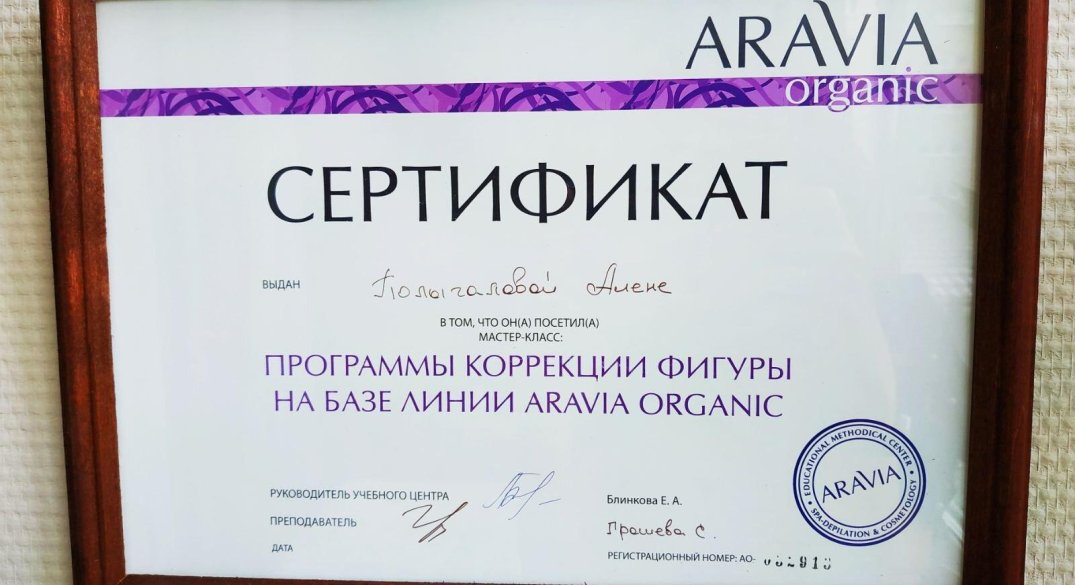 ARAVIA
organic
СЕРТИФИКАТ
ВЫДАН Полыгаловой Алене
В ТОМ, ЧТО ОН(А) ПОСЕТИЛ(А)
МАСТЕР-КЛАСС:
ПРОГРАММЫ КОРРЕКЦИИ ФИГУРЫ
НА БАЗЕ ЛИНИИ ARAVIA ORGANIC
EDUCATIONAL METHODICAL CENTER
ARAVIA
SPA-DEPILATION & COSMETOLOGY
РУКОВОДИТЕЛЬ УЧЕБНОГО ЦЕНТРА Блинкова Е. А.
ПРЕПОДАВАТЕЛЬ С.
ДАТА
РЕГИСТРАЦИОННЫЙ НОМЕР: АО-